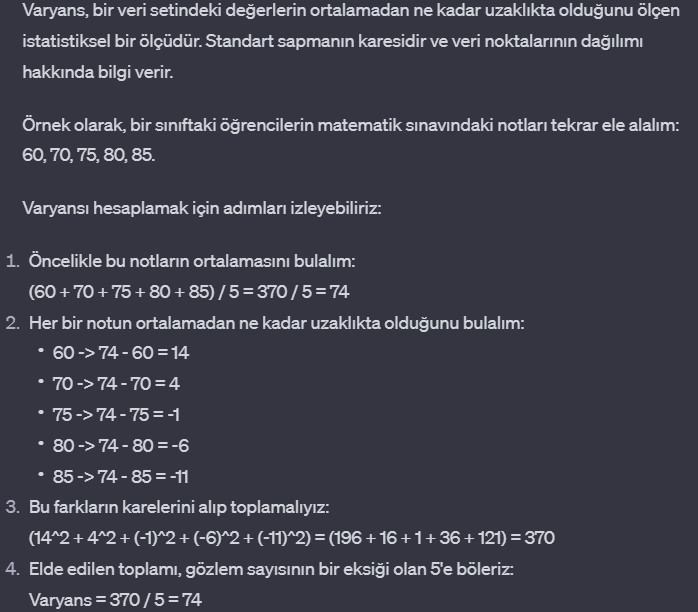 Varyans, bir veri setindeki değerlerin ortalamadan ne kadar uzaklıkta olduğunu ölçen
istatistiksel bir ölçüdür. Standart sapmanın karesidir ve veri noktalarının dağılımı
hakkında bilgi verir.
Örnek olarak, bir sınıftaki öğrencilerin matematik sınavındaki notları tekrar ele alalım:
60, 70, 75, 80, 85.
Varyansı hesaplamak için adımları izleyebiliriz:
1. Öncelikle bu notların ortalamasını bulalım:
(60 + 70 + 75 + 80 + 85) / 5 = 370 / 5 = 74
2. Her bir notun ortalamadan ne kadar uzaklıkta olduğunu bulalım:
• 60 -> 74 - 60 = 14
• 70 -> 74 - 70 = 4
• 75 -> 74 - 75 = -1
• 80 -> 74 - 80 = -6
• 85 -> 74 - 85 = -11
3. Bu farkların karelerini alıp toplamalıyız:
(14^2 + 4^2 + (-1)^2 + (-6)^2 + (-11)^2) = (196 + 16 + 1 + 36 + 121) = 370
4. Elde edilen toplamı, gözlem sayısının bir eksiği olan 5'e böleriz:
Varyans = 370 / 5 = 74